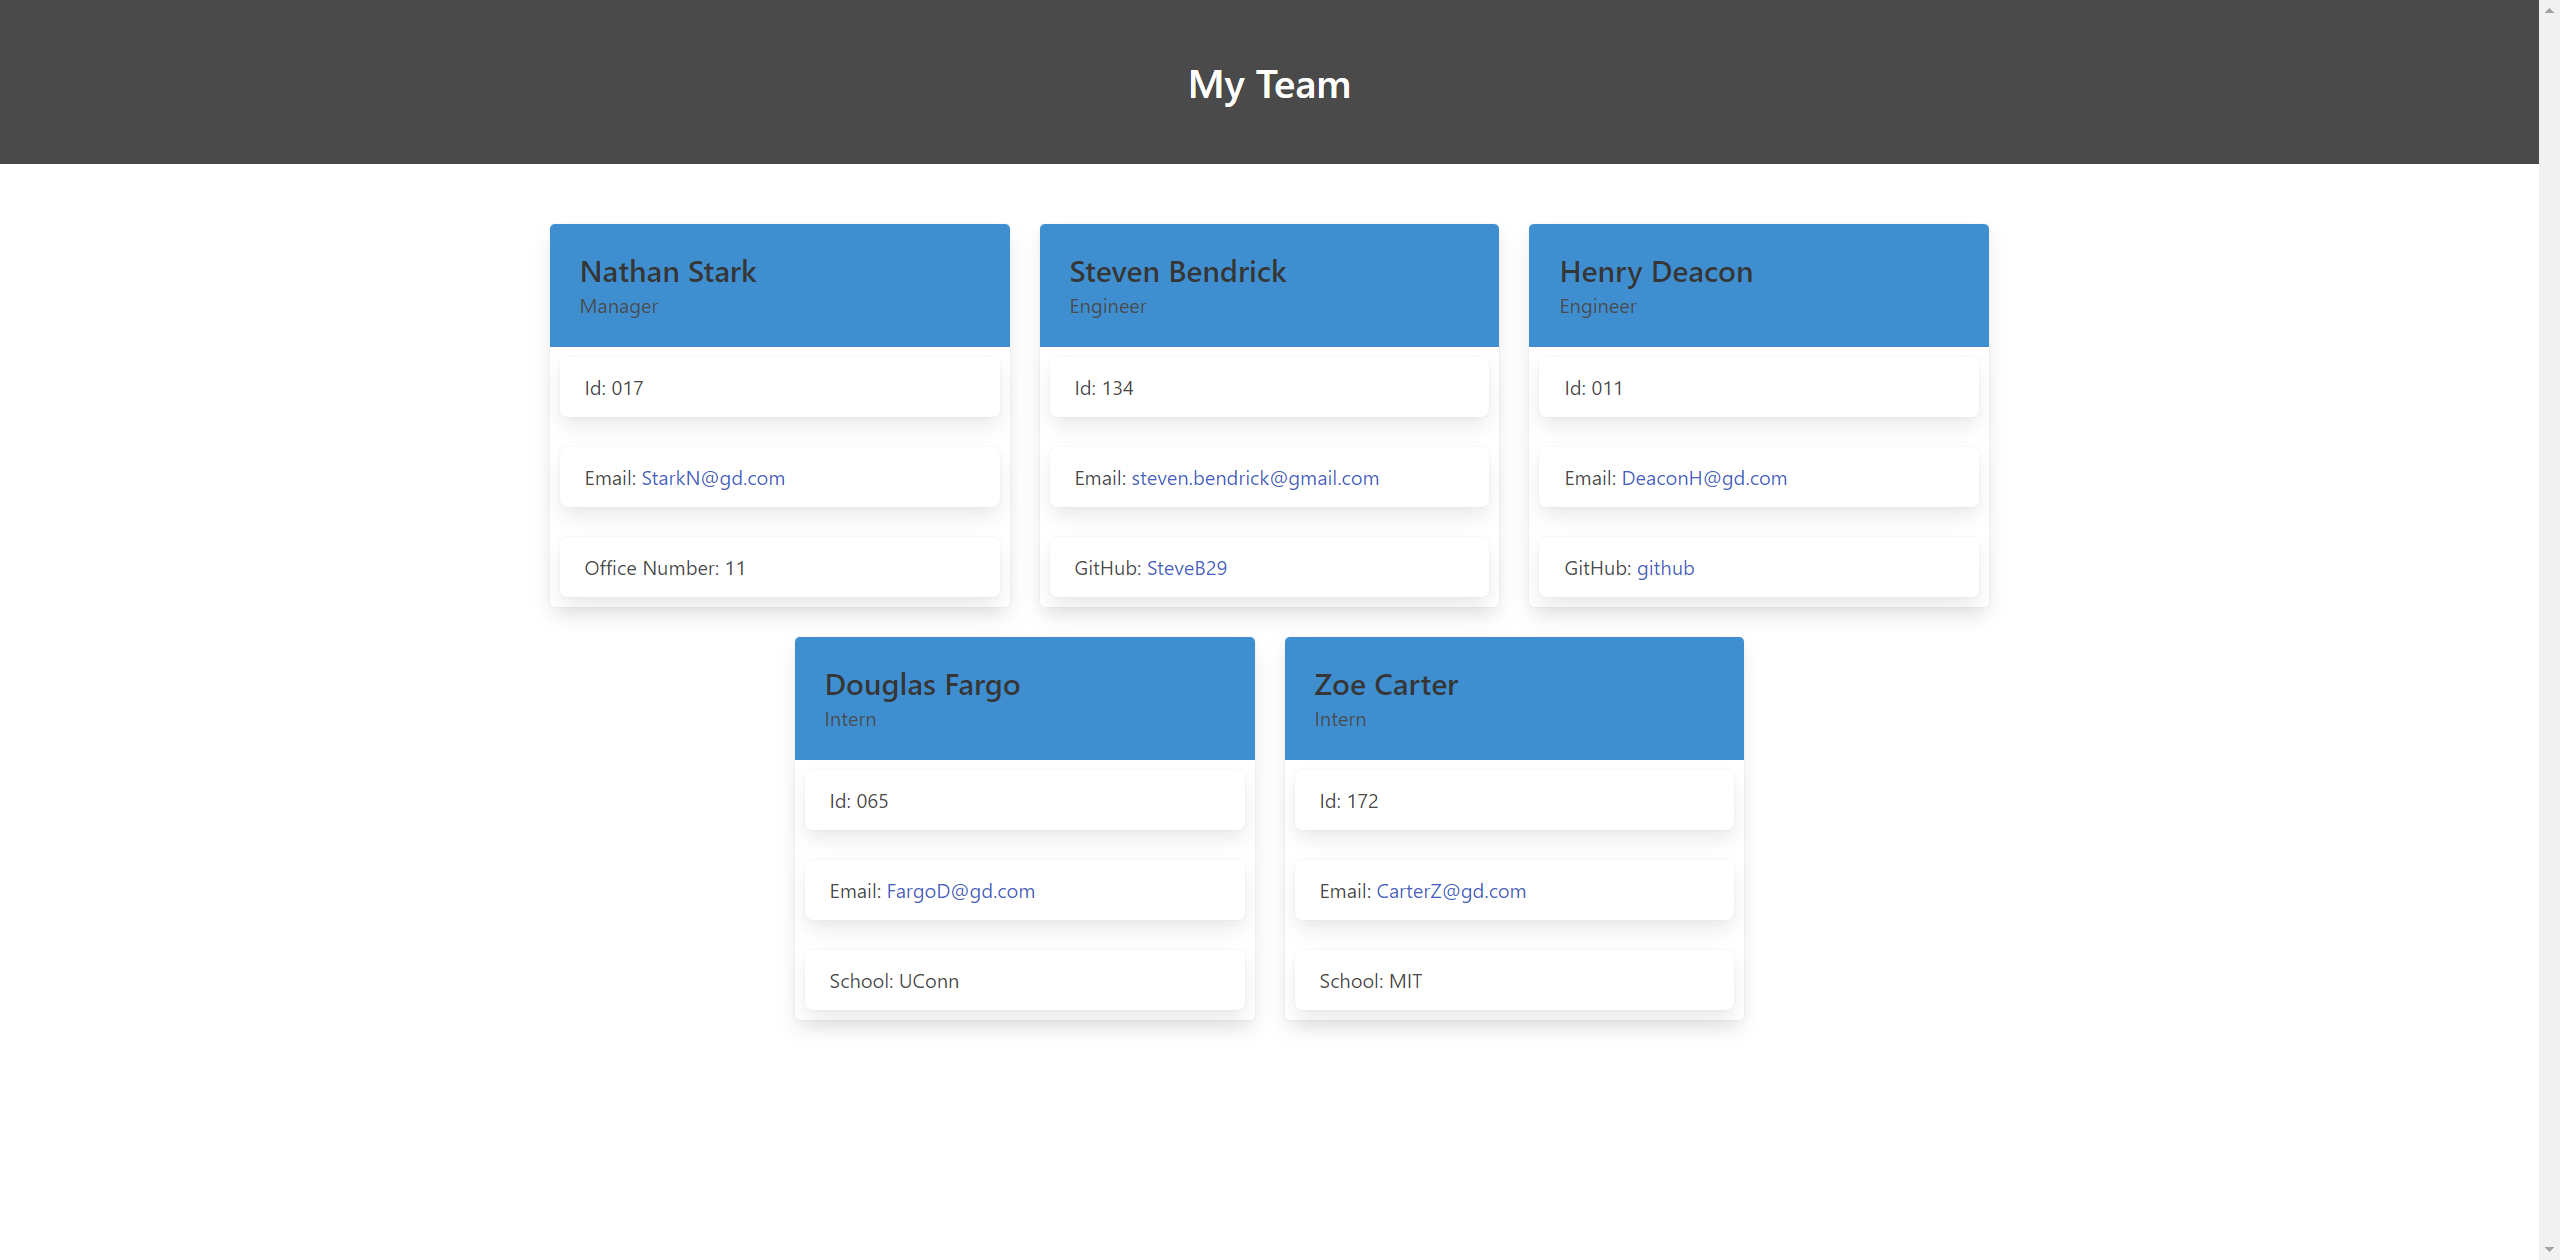 My Team
Nathan Stark
Manager
Id: 017
Email: StarkN@gd.com
Office Number: 11
Steven Bendrick
Engineer
Id: 134
Email: steven.bendrick@gmail.com
GitHub: SteveB29
Henry Deacon
Engineer
Id: 011
Email: DeaconH@gd.com
GitHub: github
Douglas Fargo
Intern
Id: 065
Email: FargoD@gd.com
School: UConn
Zoe Carter
Intern
Id: 172
Email: CarterZ@gd.com
School: MIT